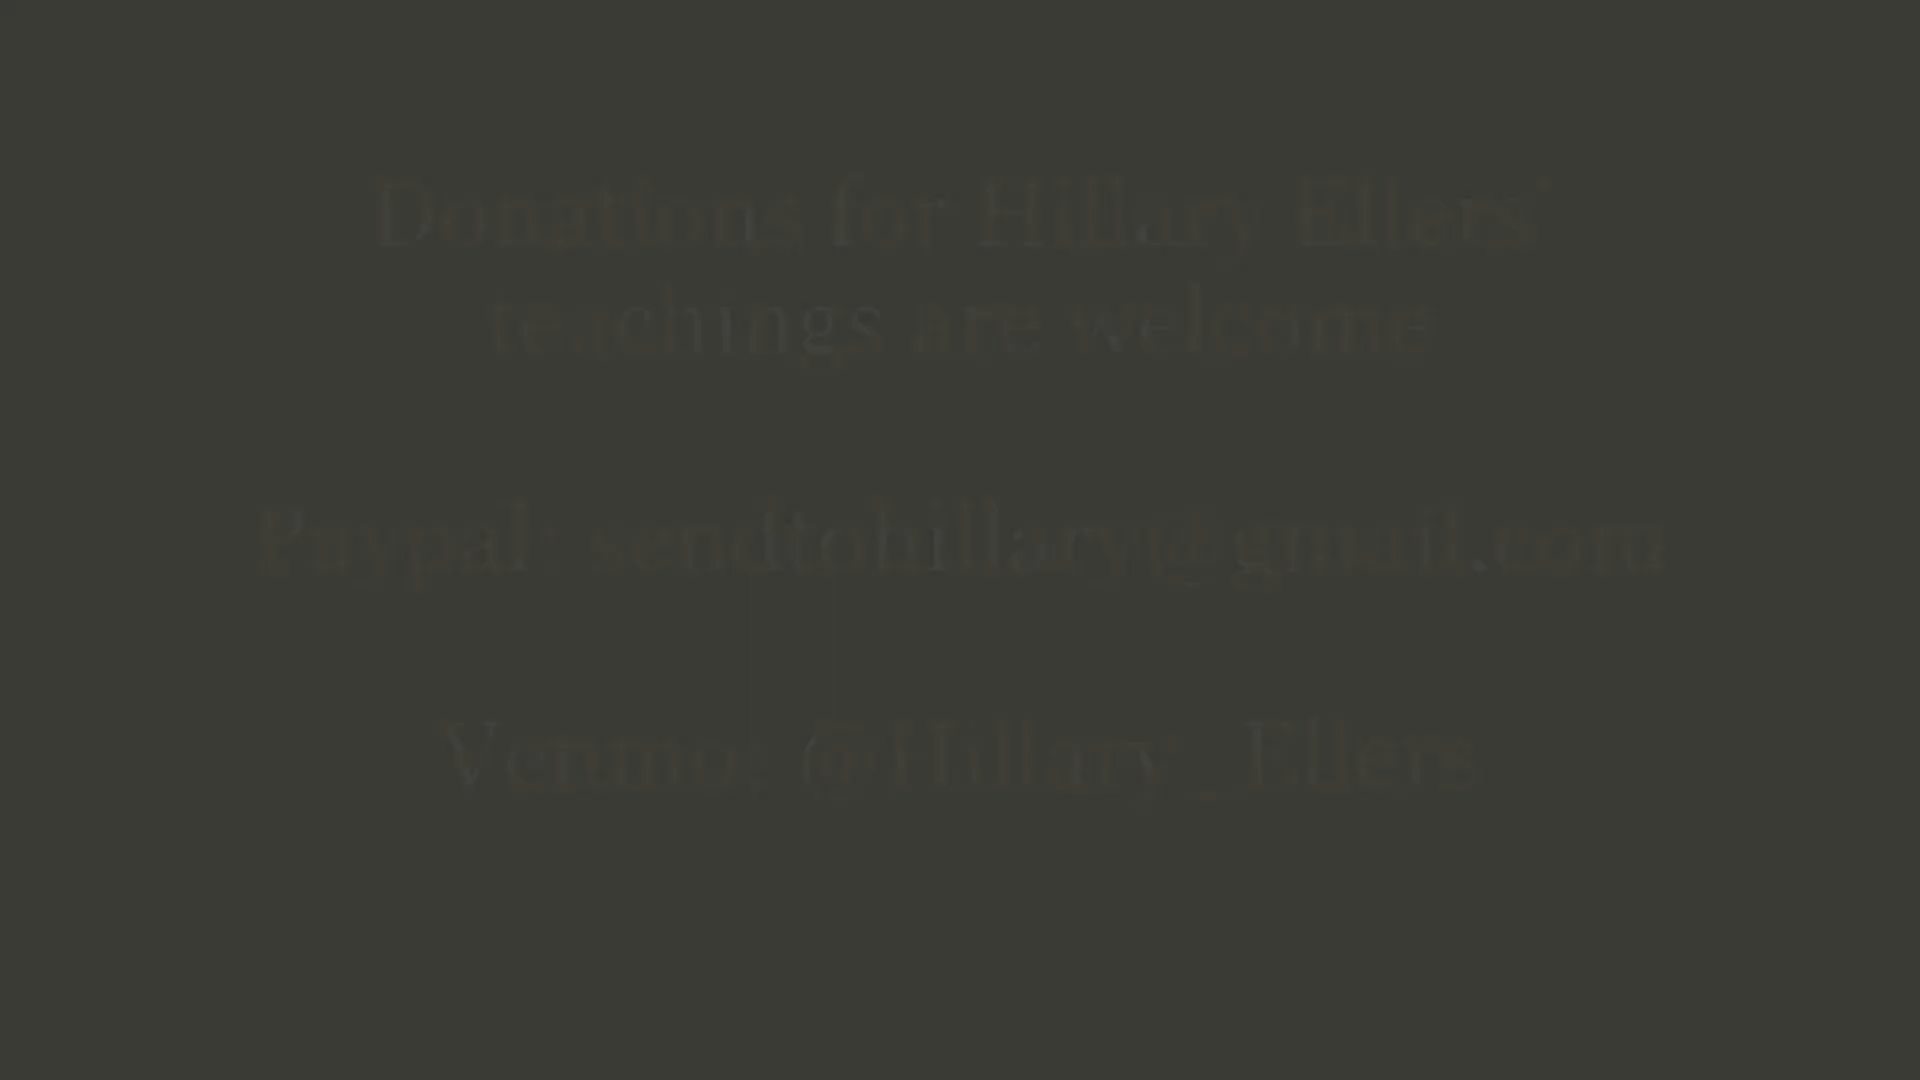 Donations for Hillary Ellers'
teachings are welcome
Paypal: sendtohillary@gmail.com
Venmo: @Hillary_Ellers